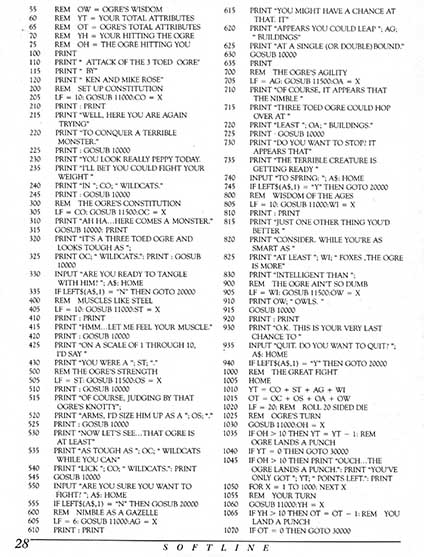 55 REM OW = OGRE'S WISDOM
60 REM YT = YOUR TOTAL ATTRIBUTES
65 REM OT = OGRE'S TOTAL ATTRIBUTES
70 REM YH = YOUR HITTING THE OGRE
75 REM OH = THE OGRE HITTING YOU
100 PRINT
110 PRINT " ATTACK OF THE 3 TOED OGRE"
115 PRINT " BY"
120 PRINT " KEN AND MIKE ROSE"
200 REM SET UP CONSTITUTION
205 LF = 10: GOSUB 11000:CO = X
210 PRINT : PRINT
215 PRINT "WELL, HERE YOU ARE AGAIN
TRYING"
220 PRINT "TO CONQUER A TERRIBLE
MONSTER."
225 PRINT : GOSUB 10000
230 PRINT "YOU LOOK REALLY PEPPY TODAY.
235 PRINT "I'LL BET YOU COULD FIGHT YOUR
WEIGHT "
240 PRINT "IN "; CO; " WILDCATS."
245 PRINT : GOSUB 10000
300 REM THE OGRE'S CONSTITUTION
305 LF = CO: GOSUB 11500:OC = X
310 PRINT "AH HA...HERE COMES A MONSTER."
315 GOSUB 10000: PRINT
320 PRINT "IT'S A THREE TOED OGRE AND
LOOKS TOUGH AS ";
325 PRINT OC; " WILDCATS.": PRINT : GOSUB
10000
330 INPUT "ARE YOU READY TO TANGLE
WITH HIM? "; A$: HOME
335 IF LEFT$(A$,1) = "N" THEN GOTO 20000
400 REM MUSCLES LIKE STEEL
405 LF = 10: GOSUB 11000:ST = X
410 PRINT : PRINT
415 PRINT "HMM...LET ME FEEL YOUR MUSCLE."
420 PRINT : GOSUB 10000
425 PRINT "ON A SCALE OF 1 THROUGH 10,
I'D SAY "
430 PRINT "YOU WERE A "; ST; "."
500 REM THE OGRE'S STRENGTH
505 LF = ST: GOSUB 11500:OS = X
510 PRINT : GOSUB 10000
515 PRINT "OF COURSE, JUDGING BY THAT
OGRE'S KNOTTY";
520 PRINT "ARMS, I'D SIZE HIM UP AS A "; OS; "."
525 PRINT : GOSUB 10000
530 PRINT "NOW LET'S SEE...THAT OGRE IS
AT LEAST"
535 PRINT "AS TOUGH AS "; OC; " WILDCATS
WHILE YOU CAN"
540 PRINT "LICK "; CO; " WILDCATS.": PRINT
545 GOSUB 10000
550 INPUT "ARE YOU SURE YOU WANT TO
FIGHT? "; A$: HOME
555 IF LEFT$(A$,1) = "N" THEN GOSUB 20000
600 REM NIMBLE AS A GAZELLE
605 LF = 6: GOSUB 11000:AG = X
610 PRINT : PRINT
615 PRINT "YOU MIGHT HAVE A CHANCE AT
THAT. IT"
620 PRINT "APPEARS YOU COULD LEAP "; AG;
" BUILDINGS"
625 PRINT "AT A SINGLE (OR DOUBLE) BOUND."
630 GOSUB 10000
635 PRINT
700 REM THE OGRE'S AGILITY
705 LF = AG: GOSUB 11500:OA = X
710 PRINT "OF COURSE, IT APPEARS THAT
THE NIMBLE "
715 PRINT "THREE TOED OGRE COULD HOP
OVER AT "
720 PRINT "LEAST "; OA; " BUILDINGS."
725 PRINT : GOSUB 10000
730 PRINT "DO YOU WANT TO STOP? IT
APPEARS THAT"
735 PRINT "THE TERRIBLE CREATURE IS
GETTING READY "
740 INPUT "TO SPRING: "; A$: HOME
745 IF LEFT$(A$,1) = "Y" THEN GOTO 20000
800 REM WISDOM OF THE AGES
805 LF = 10: GOSUB 11000:WI = X
810 PRINT : PRINT
815 PRINT "JUST ONE OTHER THING YOU'D
BETTER "
820 PRINT "CONSIDER. WHILE YOU'RE AS
SMART AS "
825 PRINT "AT LEAST "; WI; " FOXES ,THE OGRE
IS MORE"
830 PRINT "INTELLIGENT THAN ";
900 REM THE OGRE AIN'T SO DUMB
905 LF = WI: GOSUB 11500:OW = X
910 PRINT OW; " OWLS. "
915 GOSUB 10000
920 PRINT : PRINT
930 PRINT "O.K. THIS IS YOUR VERY LAST
CHANCE TO "
935 INPUT "QUIT. DO YOU WANT TO QUIT? ";
A$: HOME
940 IF LEFT$(A$,1) = "Y" THEN GOTO 20000
1000 REM THE GREAT FIGHT
1005 HOME
1010 YT = CO + ST + AG + WI
1015 OT = OC + OS + OA + OW
1020 LF = 20: REM ROLL 20 SIDED DIE
1025 REM OGRE'S TURN
1030 GOSUB 11000:OH = X
1035 IF OH > 10 THEN YT = YT - 1: REM
OGRE LANDS A PUNCH
1040 IF YT = 0 THEN GOTO 30000
1045 IF OH > 10 THEN PRINT "OUCH...THE
OGRE LANDS A PUNCH.": PRINT "YOU'VE
ONLY GOT "; YT; " POINTS LEFT.": PRINT
1050 FOR X = 1 TO 1000: NEXT X
1055 REM YOUR TURN
1060 GOSUB 11000:YH = X
1065 IF YH > 10 THEN OT = OT - 1: REM YOU
LAND A PUNCH
1070 IF OT = 0 THEN GOTO 30000
28
SOFTLINE